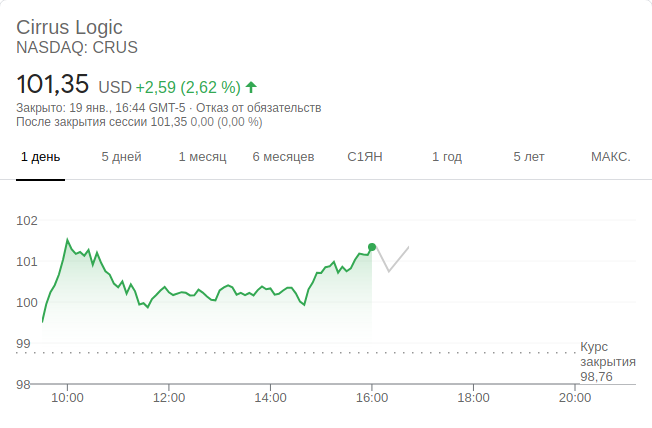 Cirrus Logic
NASDAQ: CRUS
101,35 USD +2,59 (2,62 %)
Закрыто: 19 янв., 16:44 GMT-5 · Отказ от обязательств
После закрытия сессии 101,35 0,00 (0,00 %)
1 день 5 дней 1 месяц 6 месяцев С1ЯН 1 год 5 лет МАКС.
102
101
100
99
Курс
закрытия
98,76
98
10:00 12:00 14:00 16:00 18:00 20:00